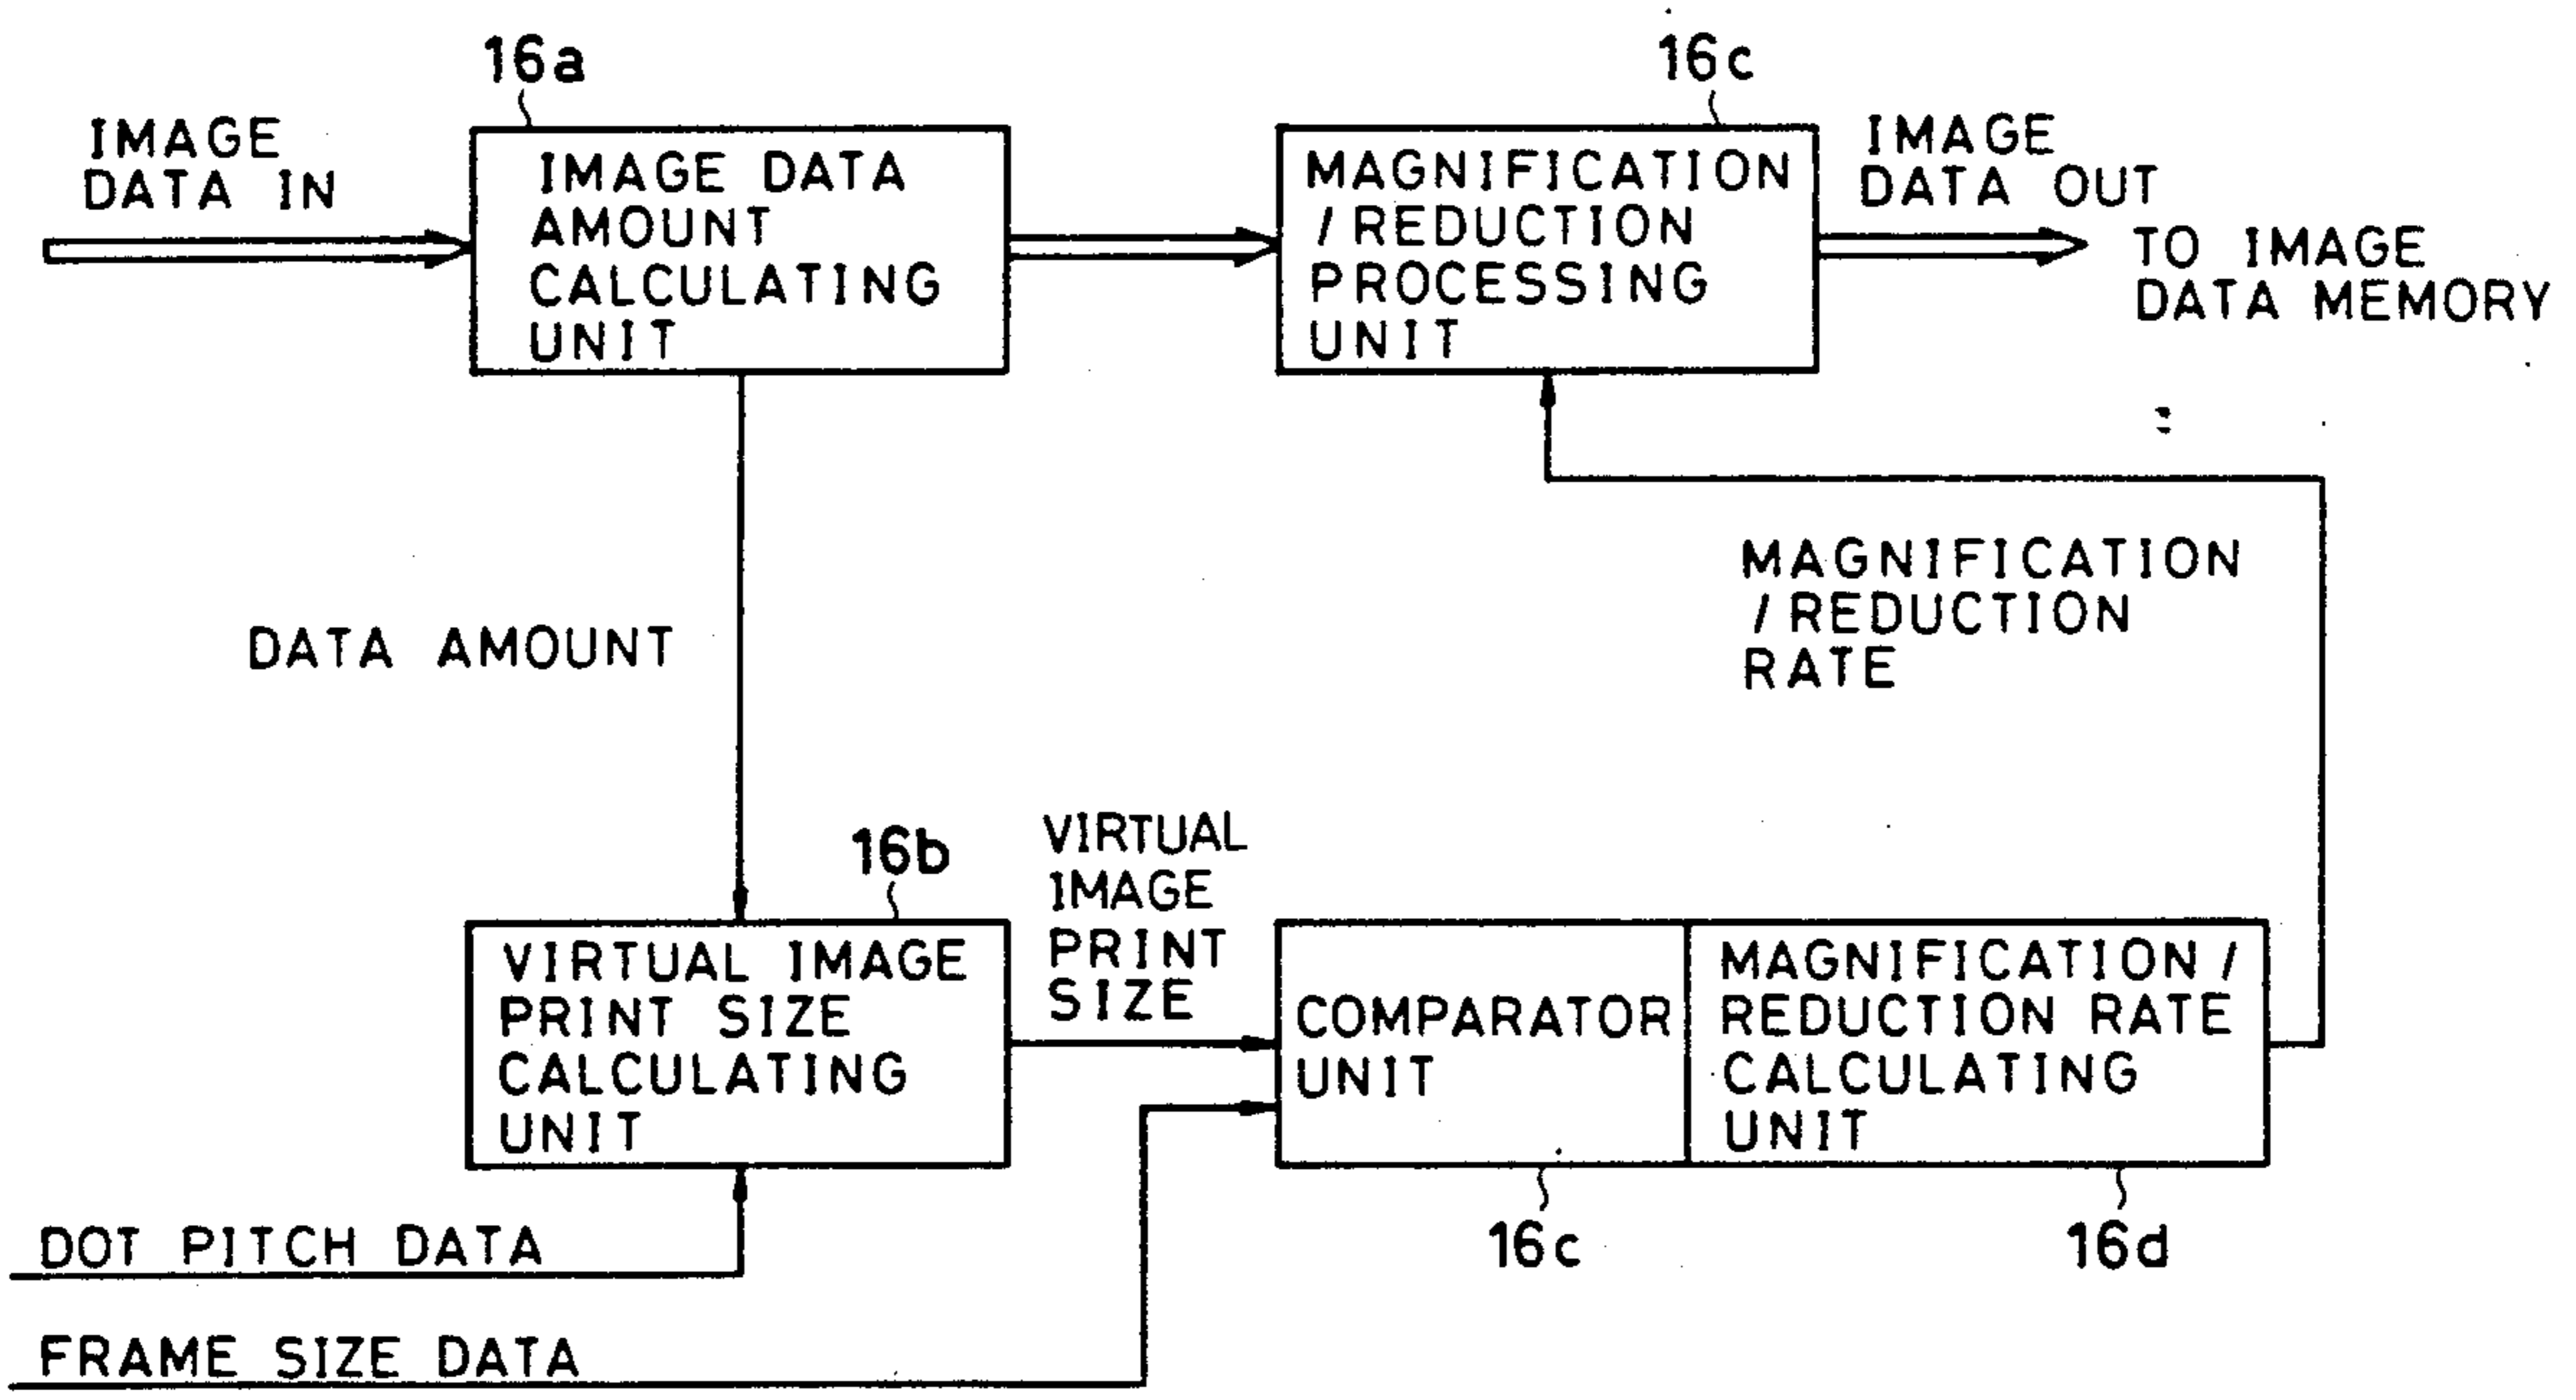 16a
16c
IMAGE
DATA IN
IMAGE DATA
AMOUNT
CALCULATING
UNIT
MAGNIFICATION
/REDUCTION
PROCESSING
UNIT
IMAGE
DATA OUT
TO IMAGE
DATA MEMORY
DATA AMOUNT
MAGNIFICATION
/REDUCTION
RATE
16b
VIRTUAL
IMAGE
PRINT
SIZE
VIRTUAL IMAGE
PRINT SIZE
CALCULATING
UNIT
COMPARATOR
UNIT
MAGNIFICATION/
REDUCTION RATE
CALCULATING
UNIT
16c
16d
DOT PITCH DATA
FRAME SIZE DATA